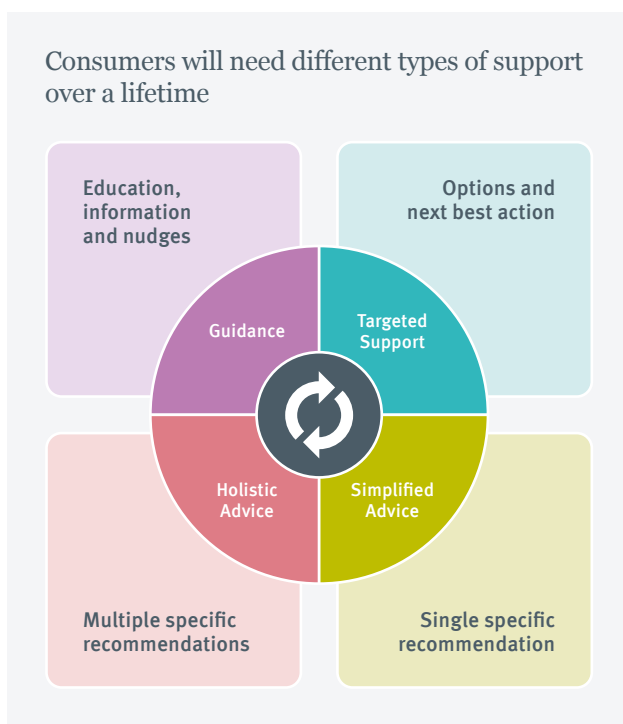 Consumers will need different types of support
over a lifetime
Education,
information
and nudges
Options and
next best action
Guidance
Targeted
Support
Holistic
Advice
Simplified
Advice
Multiple specific
recommendations
Single specific
recommendation